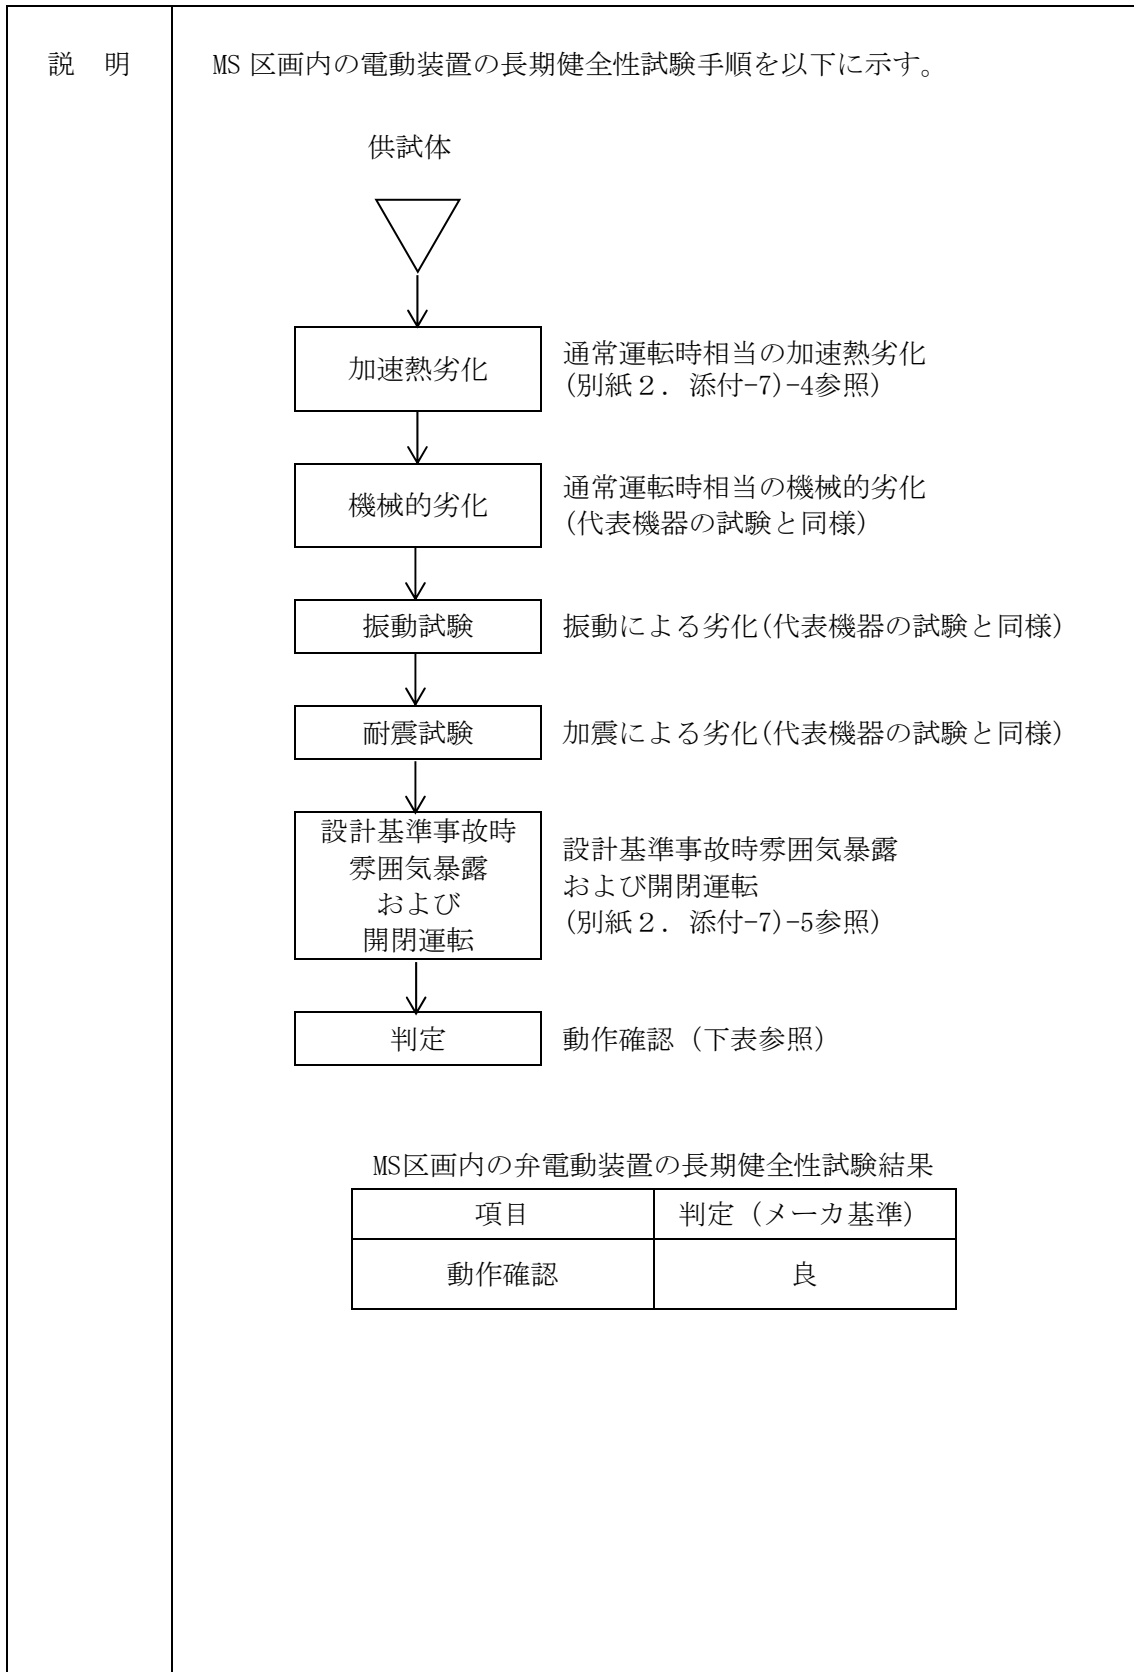 説　明
MS 区画内の電動装置の長期健全性試験手順を以下に示す。
供試体
加速熱劣化
通常運転時相当の加速熱劣化
(別紙２．添付-7)-4参照)
機械的劣化
通常運転時相当の機械的劣化
(代表機器の試験と同様)
振動試験
振動による劣化(代表機器の試験と同様)
耐震試験
加震による劣化(代表機器の試験と同様)
設計基準事故時
雰囲気暴露
および
開閉運転
設計基準事故時雰囲気暴露
および開閉運転
(別紙２．添付-7)-5参照)
判定
動作確認（下表参照）
MS区画内の弁電動装置の長期健全性試験結果
項目
判定（メーカ基準）
動作確認
良